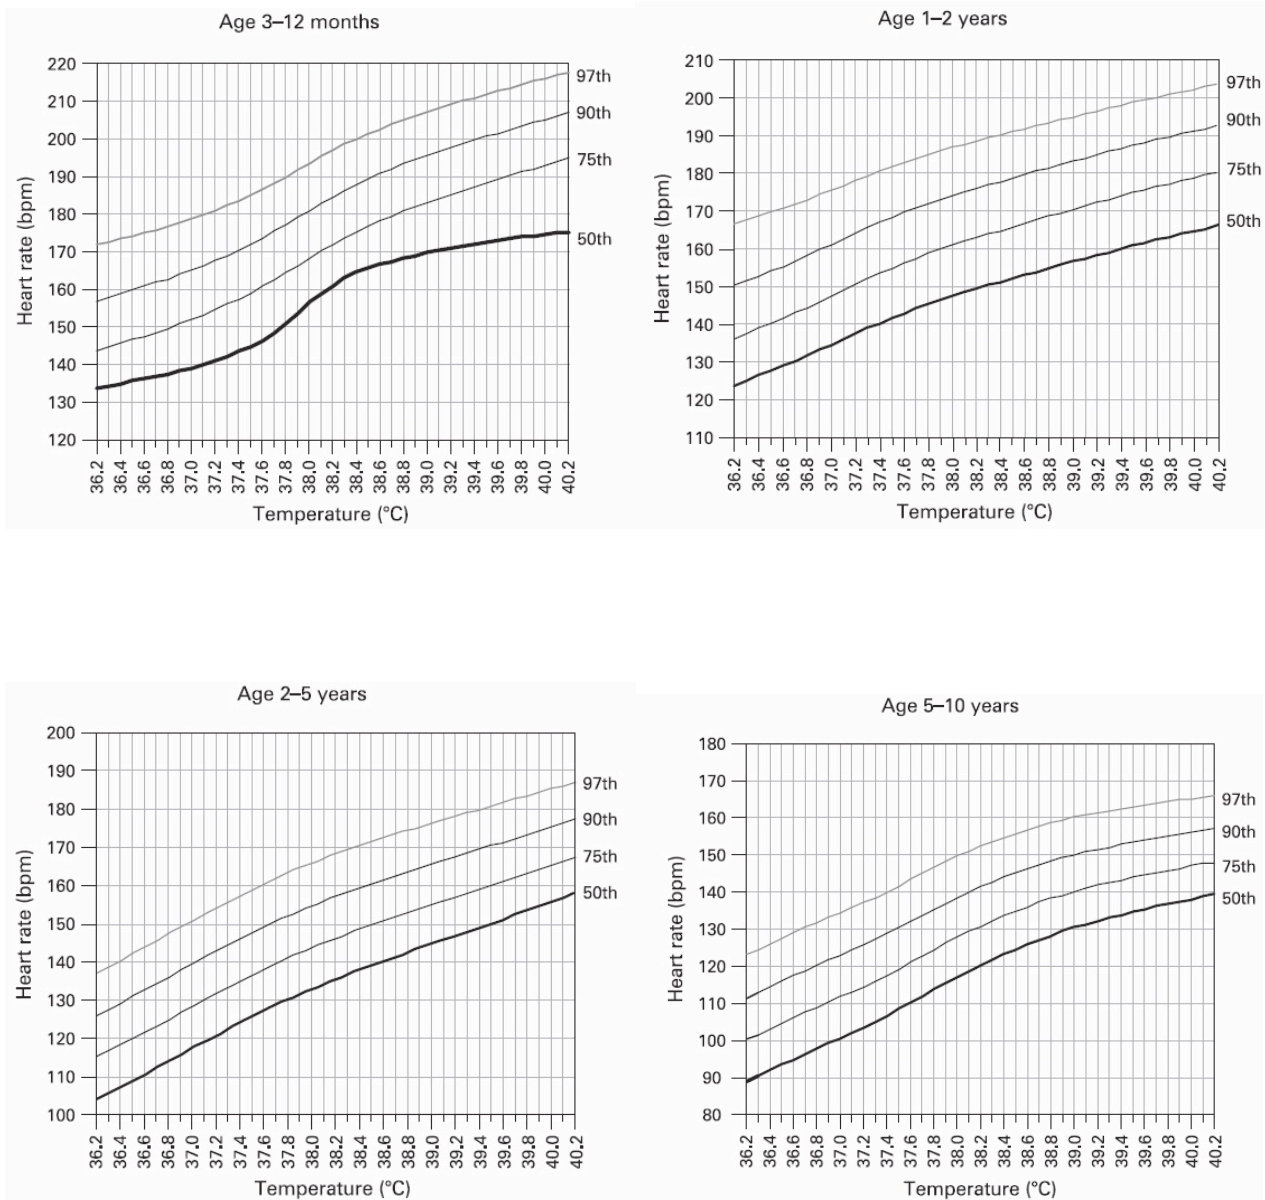 Age 3–12 months
220
210
200
190
180
170
160
150
140
130
120
Heart rate (bpm)
97th
90th
75th
50th
36.2 36.4 36.6 36.8 37.0 37.2 37.4 37.6 37.8 38.0 38.2 38.4 38.6 38.8 39.0 39.2 39.4 39.6 39.8 40.0 40.2
Temperature (°C)
Age 1–2 years
210
200
190
180
170
160
150
140
130
120
110
Heart rate (bpm)
97th
90th
75th
50th
36.2 36.4 36.6 36.8 37.0 37.2 37.4 37.6 37.8 38.0 38.2 38.4 38.6 38.8 39.0 39.2 39.4 39.6 39.8 40.0 40.2
Temperature (°C)
Age 2–5 years
200
190
180
170
160
150
140
130
120
110
100
Heart rate (bpm)
97th
90th
75th
50th
36.2 36.4 36.6 36.8 37.0 37.2 37.4 37.6 37.8 38.0 38.2 38.4 38.6 38.8 39.0 39.2 39.4 39.6 39.8 40.0 40.2
Temperature (°C)
Age 5–10 years
180
170
160
150
140
130
120
110
100
90
80
Heart rate (bpm)
97th
90th
75th
50th
36.2 36.4 36.6 36.8 37.0 37.2 37.4 37.6 37.8 38.0 38.2 38.4 38.6 38.8 39.0 39.2 39.4 39.6 39.8 40.0 40.2
Temperature (°C)